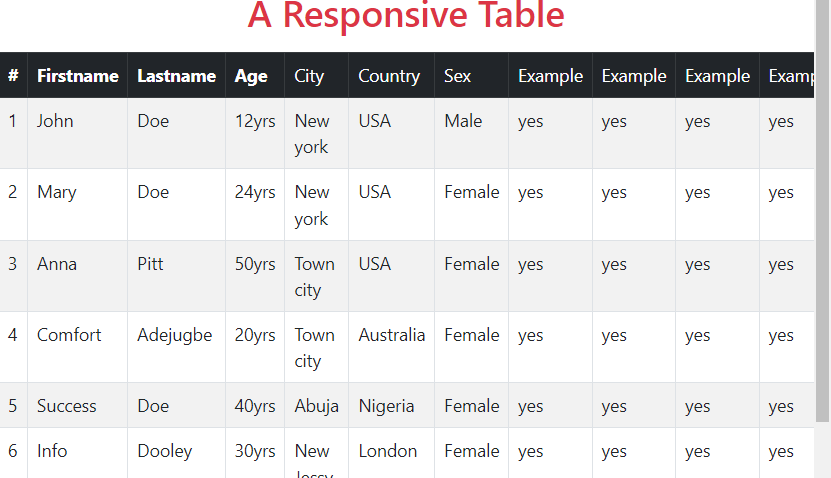 A Responsive Table
# Firstname Lastname Age City Country Sex Example Example Example
1 John Doe 12yrs New york USA Male yes yes yes yes
2 Mary Doe 24yrs New york USA Female yes yes yes yes
3 Anna Pitt 50yrs Town city USA Female yes yes yes yes
4 Comfort Adejugbe 20yrs Town city Australia Female yes yes yes yes
5 Success Doe 40yrs Abuja Nigeria Female yes yes yes yes
6 Info Dooley 30yrs New London Female yes yes yes yes